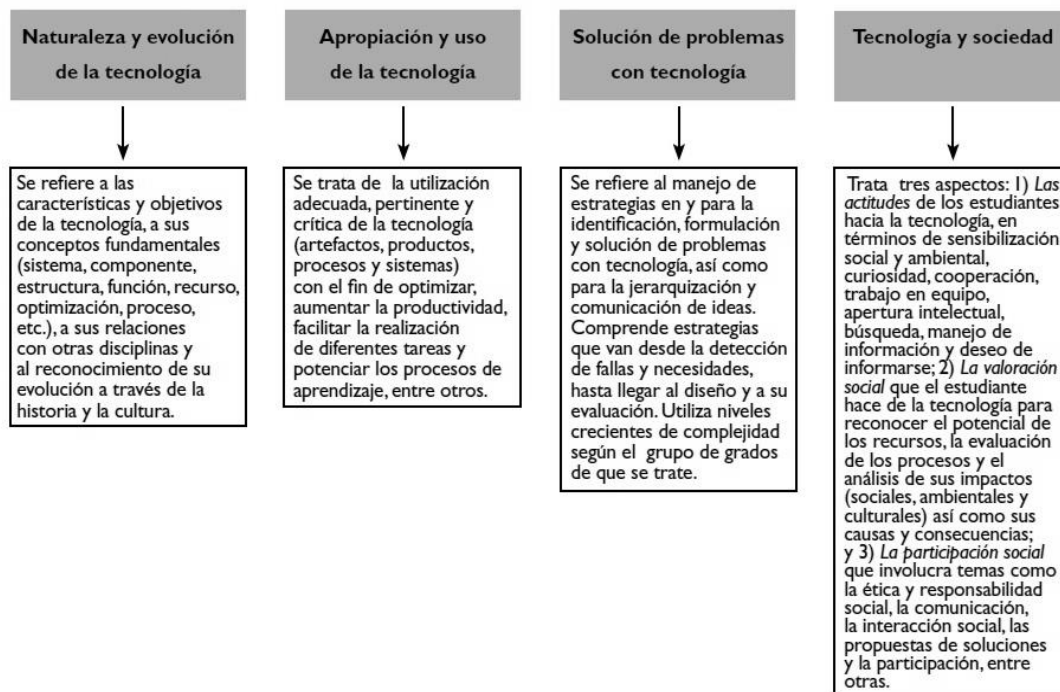 Naturaleza y evolución
de la tecnología
Se refiere a las
características y objetivos
de la tecnología, a sus
conceptos fundamentales
(sistema, componente,
estructura, función, recurso,
optimización, proceso,
etc.), a sus relaciones
con otras disciplinas y
al reconocimiento de su
evolución a través de la
historia y la cultura.
Apropiación y uso
de la tecnología
Se trata de la utilización
adecuada, pertinente y
crítica de la tecnología
(artefactos, productos,
procesos y sistemas)
con el fin de optimizar,
aumentar la productividad,
facilitar la realización
de diferentes tareas y
potenciar los procesos de
aprendizaje, entre otros.
Solución de problemas
con tecnología
Se refiere al manejo de
estrategias en y para la
identificación, formulación
y solución de problemas
con tecnología, así como
para la jerarquización y
comunicación de ideas.
Comprende estrategias
que van desde la detección
de fallas y necesidades,
hasta llegar al diseño y a su
evaluación. Utiliza niveles
crecientes de complejidad
según el grupo de grados
de que se trate.
Tecnología y sociedad
Trata tres aspectos: 1) Las
actitudes de los estudiantes
hacia la tecnología, en
términos de sensibilización
social y ambiental,
curiosidad, cooperación,
trabajo en equipo,
apertura intelectual,
búsqueda, manejo de
información y deseo de
informarse; 2) La valoración
social que el estudiante
hace de la tecnología para
reconocer el potencial de
los recursos, la evaluación
de los procesos y el
análisis de sus impactos
(sociales, ambientales y
culturales) así como sus
causas y consecuencias;
y 3) La participación social
que involucra temas como
la ética y responsabilidad
social, la comunicación,
la interacción social, las
propuestas de soluciones
y la participación, entre
otras.